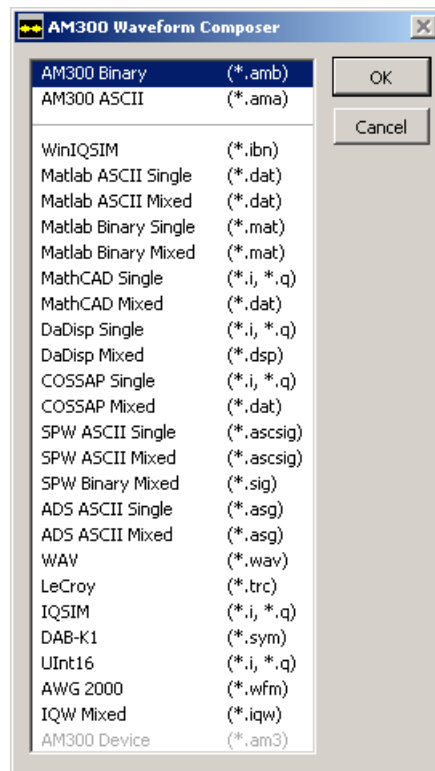 AM300 Waveform Composer
AM300 Binary (*.amb)
AM300 ASCII (*.ama)
WinIQSIM (*.ibn)
Matlab ASCII Single (*.dat)
Matlab ASCII Mixed (*.dat)
Matlab Binary Single (*.mat)
Matlab Binary Mixed (*.mat)
MathCAD Single (*.i, *.q)
MathCAD Mixed (*.dat)
DaDisp Single (*.i, *.q)
DaDisp Mixed (*.dsp)
COSSAP Single (*.i, *.q)
COSSAP Mixed (*.dat)
SPW ASCII Single (*.ascsig)
SPW ASCII Mixed (*.ascsig)
SPW Binary Mixed (*.sig)
ADS ASCII Single (*.asg)
ADS ASCII Mixed (*.asg)
WAV (*.wav)
LeCroy (*.trc)
IQSIM (*.i, *.q)
DAB-K1 (*.sym)
UInt16 (*.i, *.q)
AWG 2000 (*.wfm)
IQW Mixed (*.iqw)
AM300 Device (*.am3)
OK
Cancel